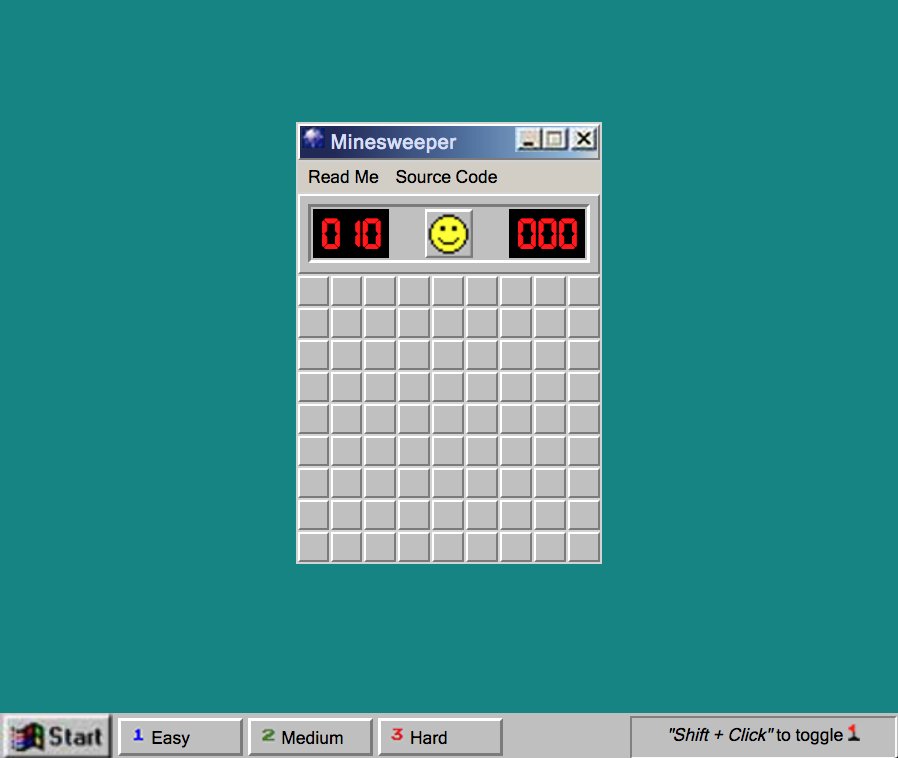 Minesweeper
Read Me Source Code
010 000
Start 1 Easy 2 Medium 3 Hard "Shift + Click" to toggle